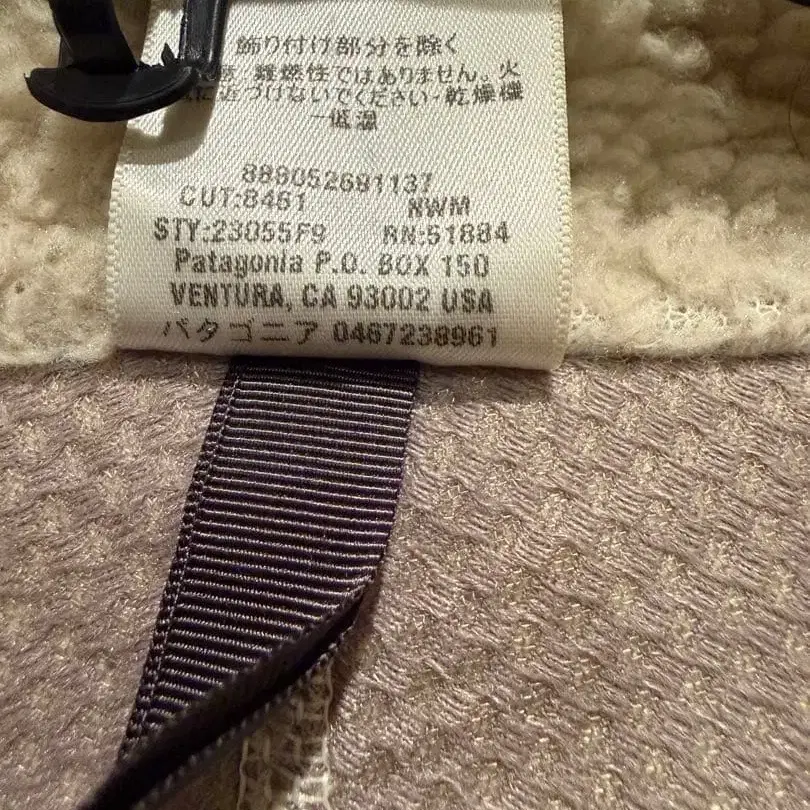 飾り付け部分を除く
難燃性ではありません。火
に近づけないでください・乾燥機
ー低温
889052691137
CUT:8461 NWM
STY:23055F9 RN:51884
Patagonia P.O. BOX 150
VENTURA, CA 93002 USA
パタゴニア 0467238961